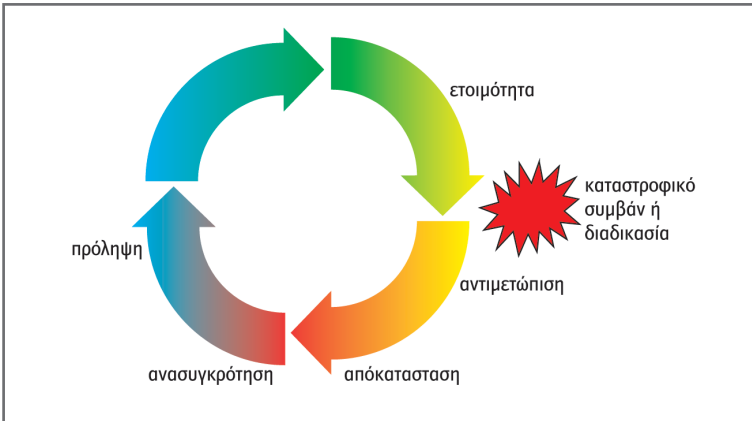 ετοιμότητα
καταστροφικό
συμβάν ή
διαδικασία
πρόληψη
αντιμετώπιση
ανασυγκρότηση
απόκατασταση